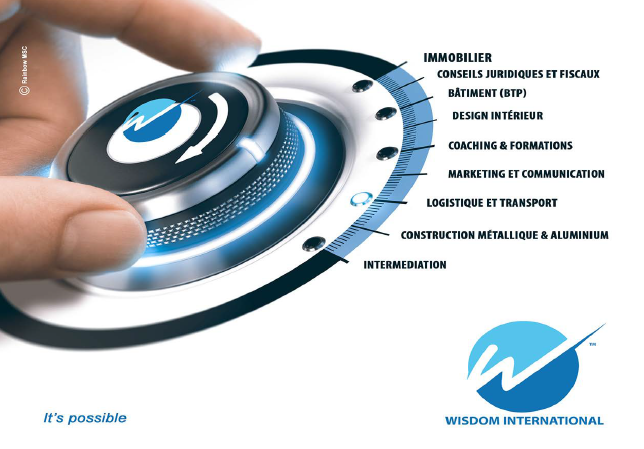 © Rainbow MSC
IMMOBILIER
CONSEILS JURIDIQUES ET FISCAUX
BÂTIMENT (BTP)
DESIGN INTÉRIEUR
COACHING & FORMATIONS
MARKETING ET COMMUNICATION
LOGISTIQUE ET TRANSPORT
CONSTRUCTION MÉTALLIQUE & ALUMINIUM
INTERMEDIATION
W
W
TM
WISDOM INTERNATIONAL
It's possible